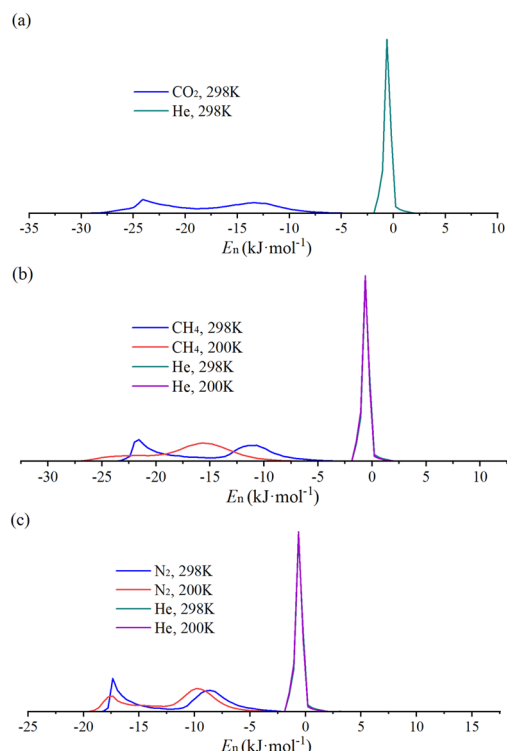 (a)
CO₂, 298K
He, 298K
-35 -30 -25 -20 -15 -10 -5 0 5 10
Eₙ (kJ·mol⁻¹)
(b)
CH₄, 298K
CH₄, 200K
He, 298K
He, 200K
-30 -25 -20 -15 -10 -5 0 5 10
Eₙ (kJ·mol⁻¹)
(c)
N₂, 298K
N₂, 200K
He, 298K
He, 200K
-25 -20 -15 -10 -5 0 5 10 15
Eₙ (kJ·mol⁻¹)